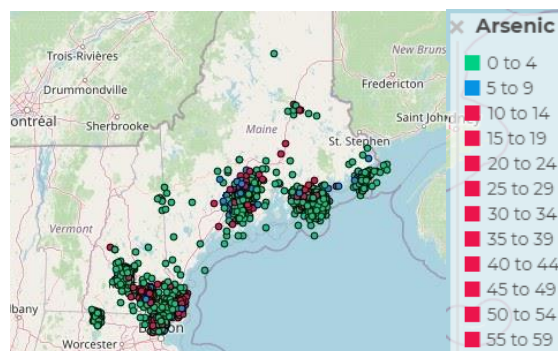 Trois-Rivières
Drummondville
Sherbrooke
New Bruns
Fredericton
Saint John
St. Stephen
Maine
Vermont
Worcester
× Arsenic
0 to 4
5 to 9
10 to 14
15 to 19
20 to 24
25 to 29
30 to 34
35 to 39
40 to 44
45 to 49
50 to 54
55 to 59